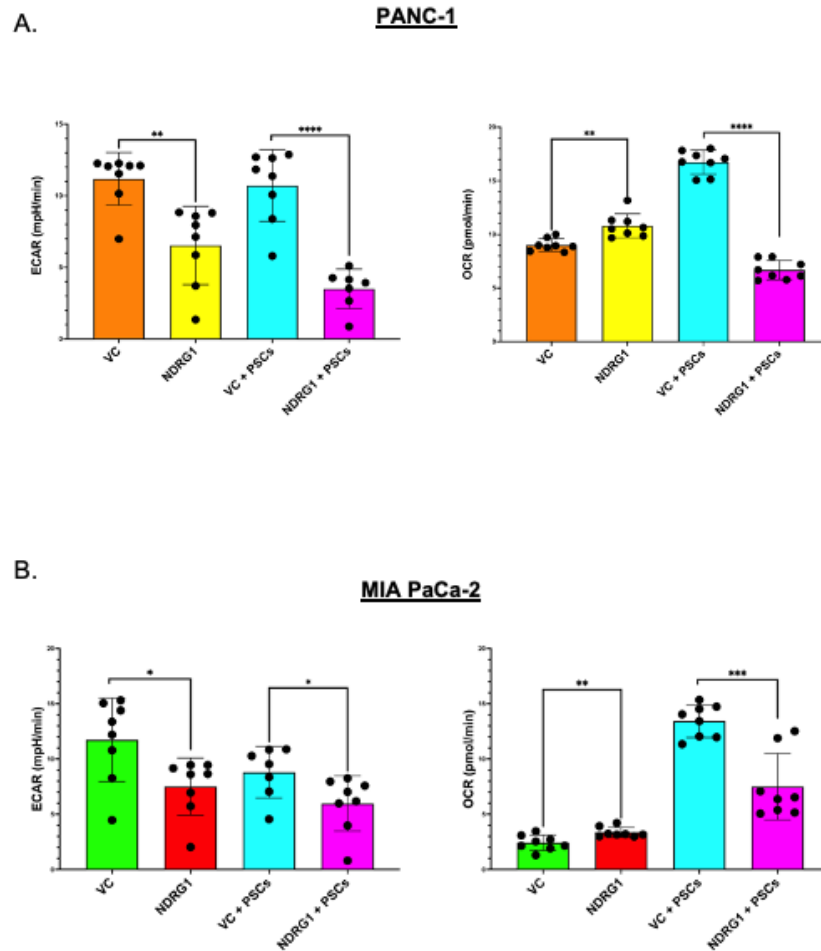 A.
PANC-1
15
10
5
0
ECAR (mpH/min)
**
****
VC
NDRG1
VC + PSCs
NDRG1 + PSCs
20
15
10
5
0
OCR (pmol/min)
**
****
VC
NDRG1
VC + PSCs
NDRG1 + PSCs
B.
MIA PaCa-2
20
15
10
5
0
ECAR (mpH/min)
*
*
VC
NDRG1
VC + PSCs
NDRG1 + PSCs
20
15
10
5
0
OCR (pmol/min)
**
***
VC
NDRG1
VC + PSCs
NDRG1 + PSCs